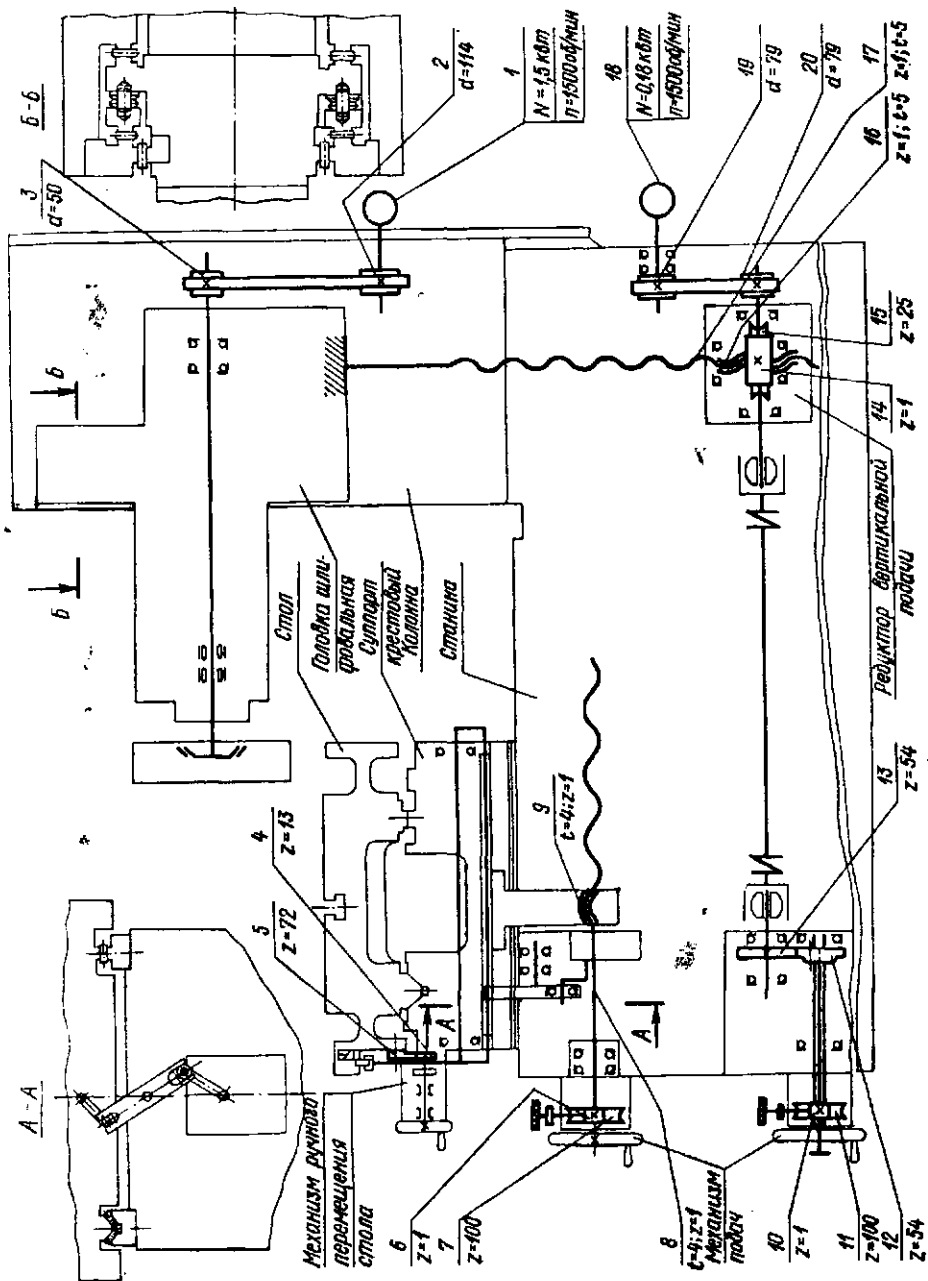 А - А
Б-Б
Б
Б
3
d=50
2
d=114
1
N=1,5 квт
n=1500 об/мин
18
N=0,18 квт
n=1500об/мин
19
d=79
20
d=79
17
z=1; t=5
16
z=1; t=5
15
z=25
14
z=1
Редуктор вертикальной
подачи
Стол
Головка шли-
фовальная
Суппорт
крестовый
Колонна
Станина
4
z=13
5
z=72
9
t=4; z=1
13
z=54
А
А
Механизм ручного
перемещения
стола
6
z=1
7
z=100
8
t=4; z=1
Механизм
подач
10
z=1
11
z=100
12
z=54